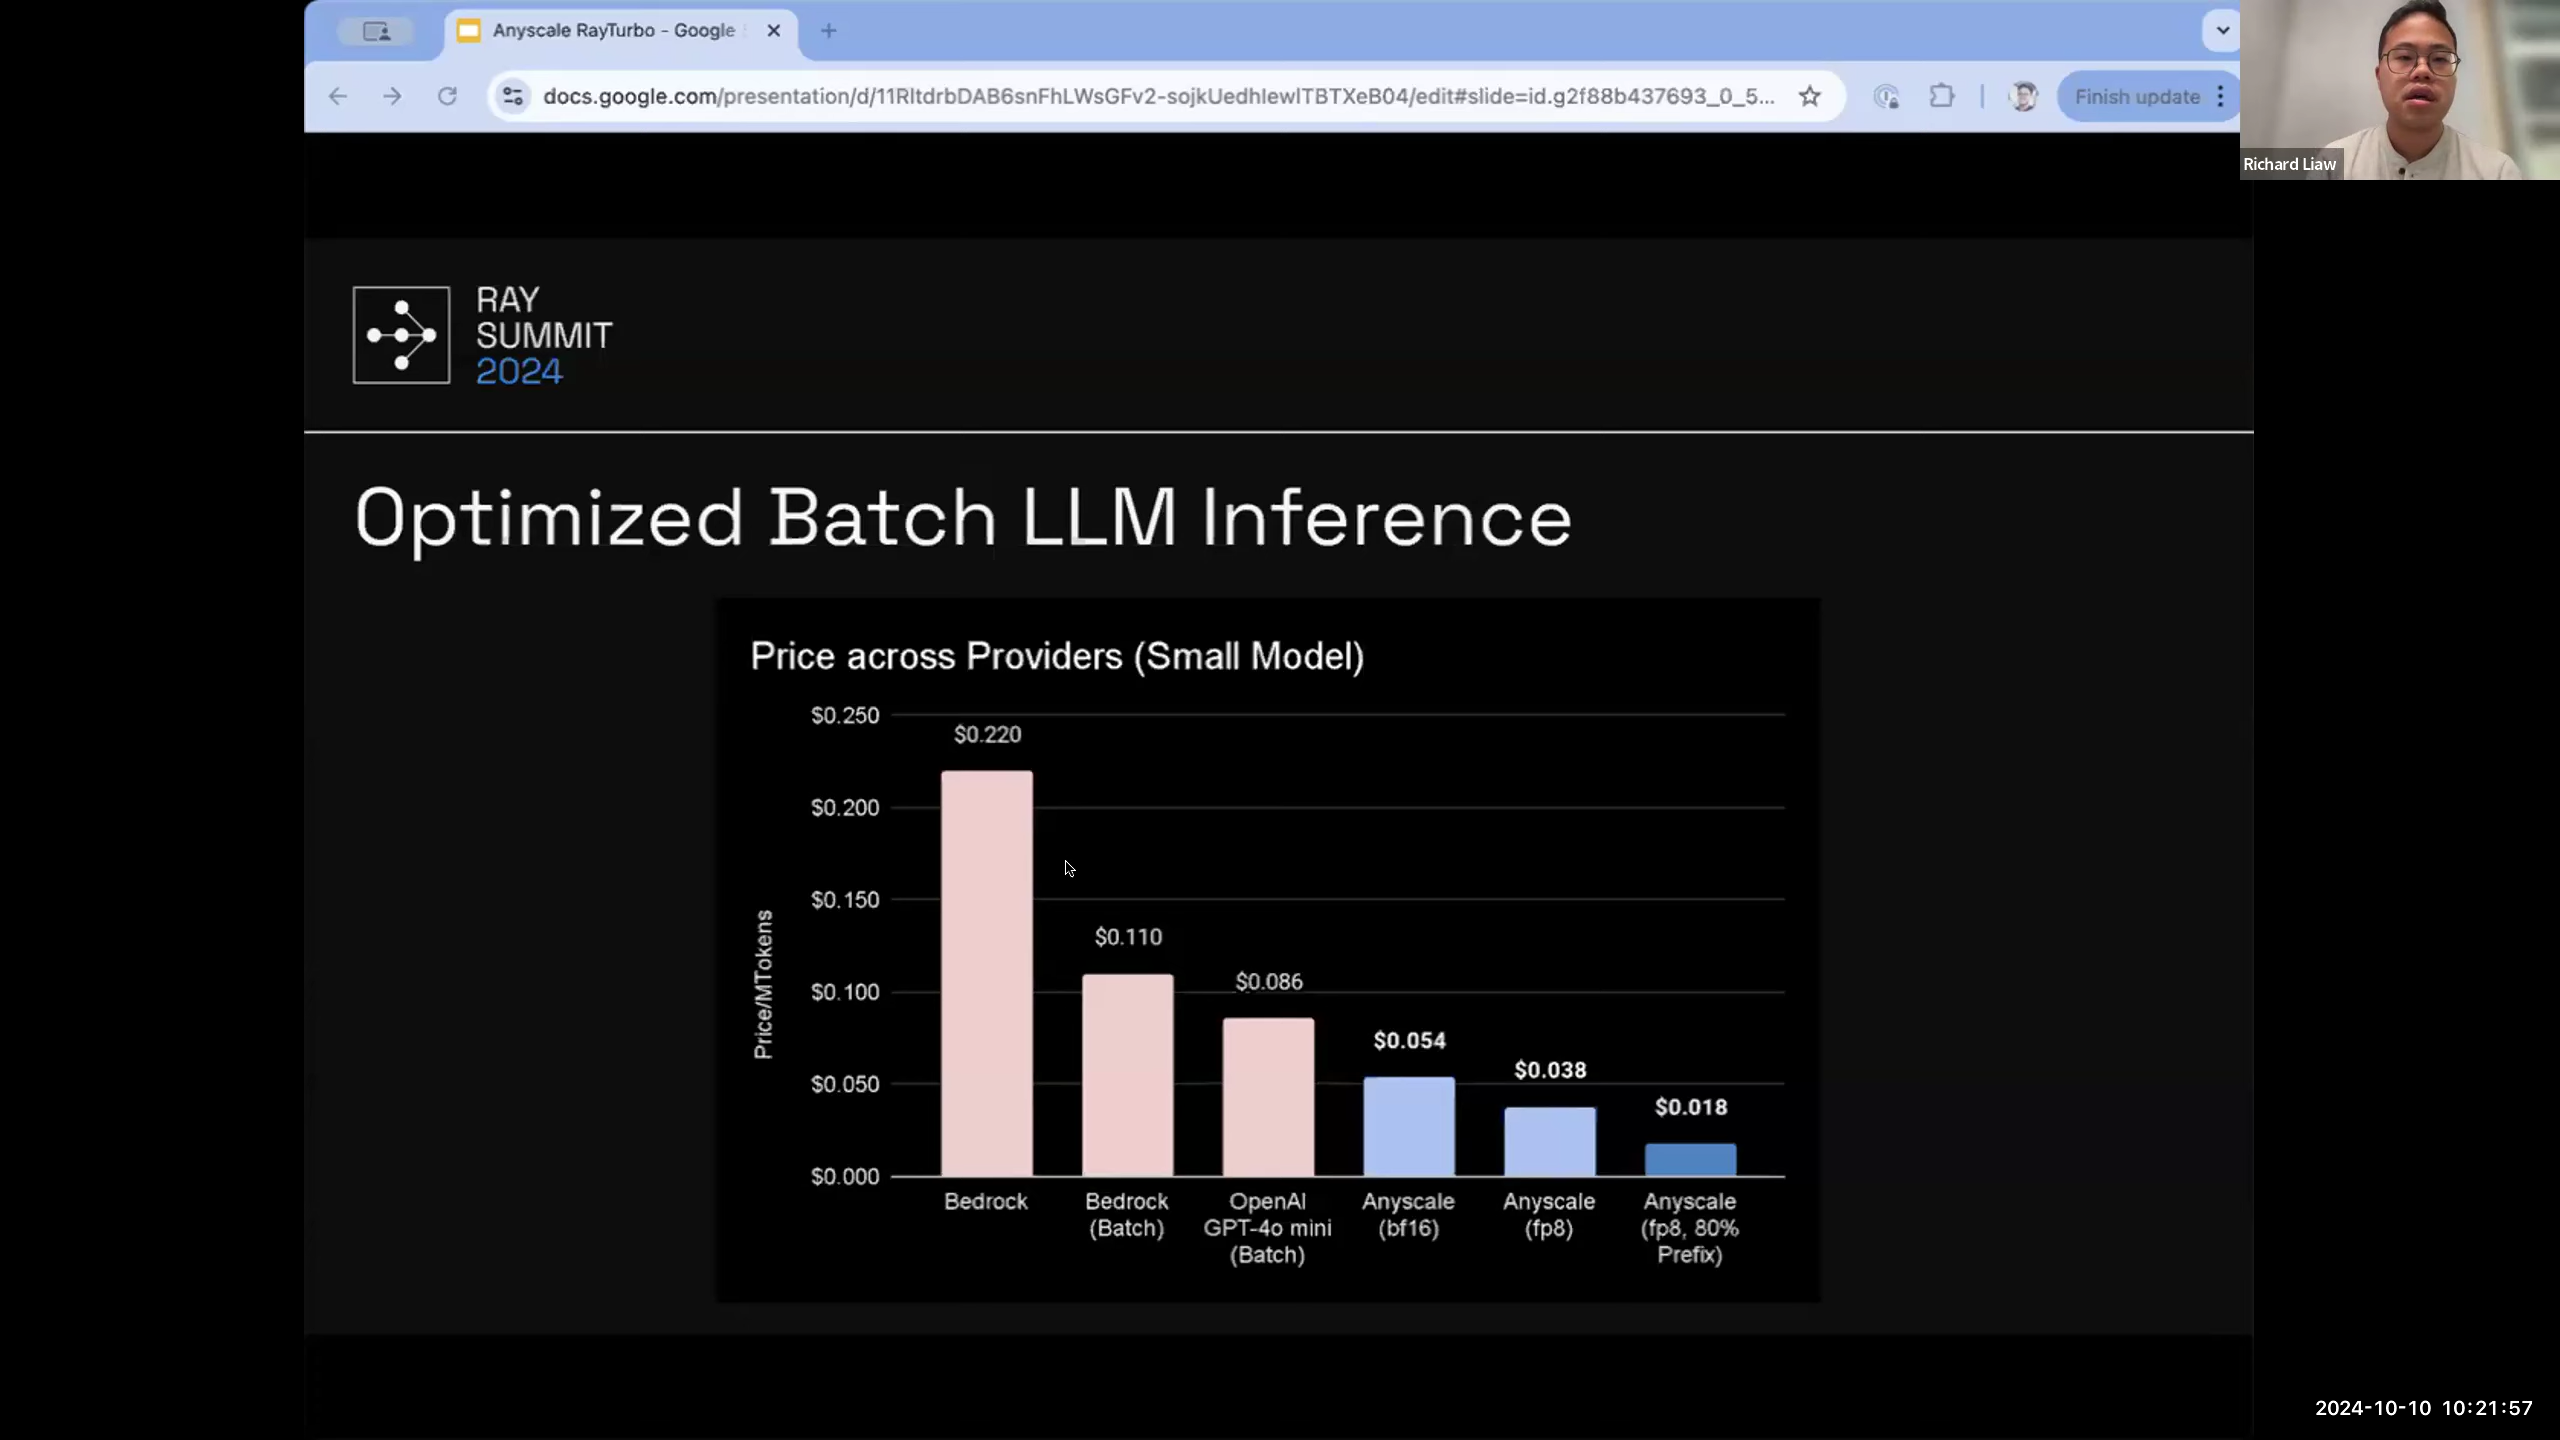 Anyscale RayTurbo - Google
docs.google.com/presentation/d/11RltdrbDAB6snFhLWsGFv2-sojkUedhlewlTBTXeB04/edit#slide=id.g2f88b437693_0_5...
Finish update
Richard Liaw
RAY
SUMMIT
2024
Optimized Batch LLM Inference
Price across Providers (Small Model)
Price/MTokens
$0.250
$0.200
$0.150
$0.100
$0.050
$0.000
$0.220
$0.110
$0.086
$0.054
$0.038
$0.018
Bedrock
Bedrock
(Batch)
OpenAI
GPT-4o mini
(Batch)
Anyscale
(bf16)
Anyscale
(fp8)
Anyscale
(fp8, 80%
Prefix)
2024-10-10 10:21:57